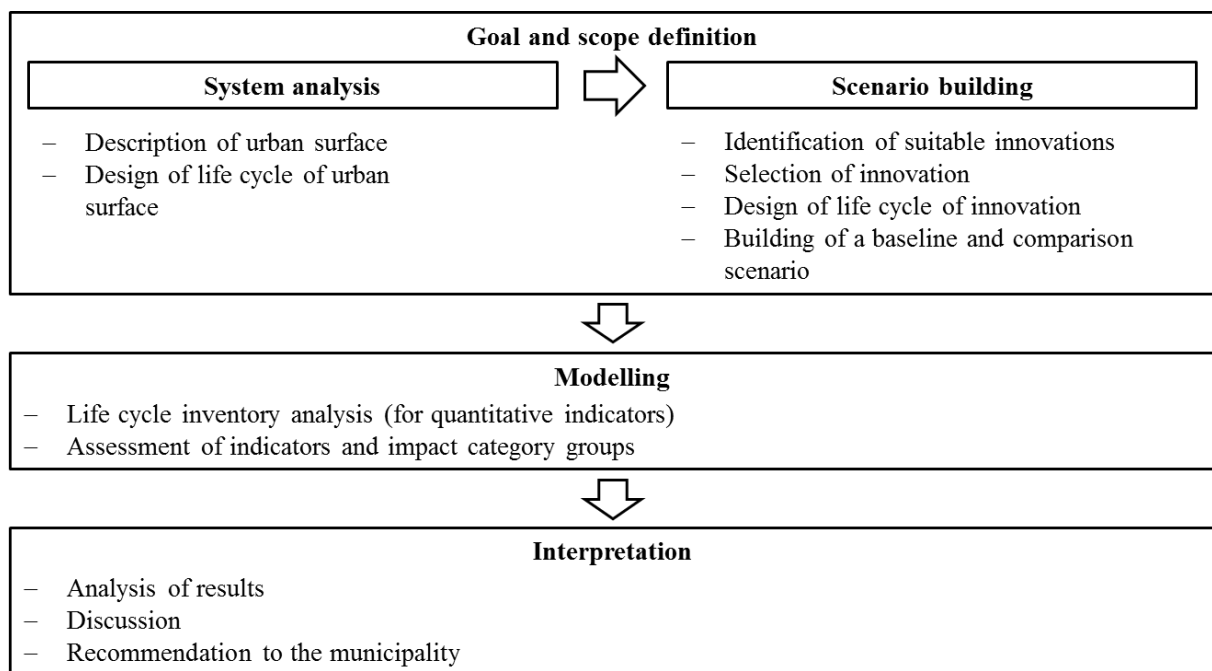 Goal and scope definition
System analysis
– Description of urban surface
– Design of life cycle of urban
surface
Scenario building
– Identification of suitable innovations
– Selection of innovation
– Design of life cycle of innovation
– Building of a baseline and comparison
scenario
Modelling
– Life cycle inventory analysis (for quantitative indicators)
– Assessment of indicators and impact category groups
Interpretation
– Analysis of results
– Discussion
– Recommendation to the municipality